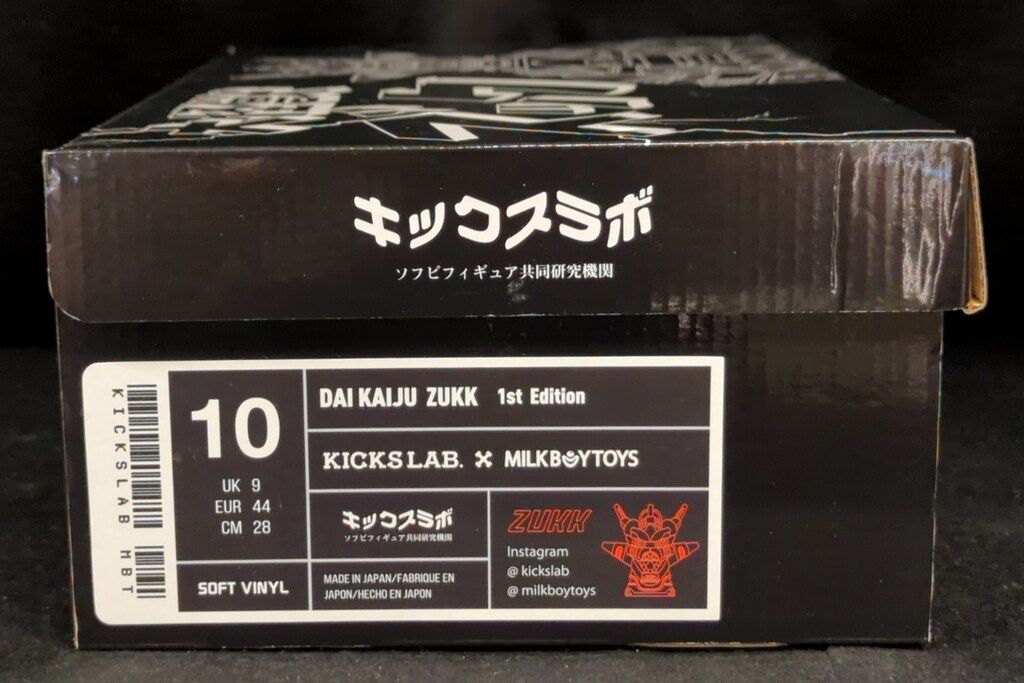 キックスラボ
ソフビフィギュア共同研究機関
KICKSLAB MBT
10
UK 9
EUR 44
CM 28
SOFT VINYL
DAI KAIJU ZUKK 1st Edition
KICKS LAB. X MILKBOYTOYS
キックスラボ
ソフビフィギュア共同研究機関
MADE IN JAPAN/FABRIQUE EN
JAPON/HECHO EN JAPON
ZUKK
Instagram
@ kickslab
@ milkboytoys